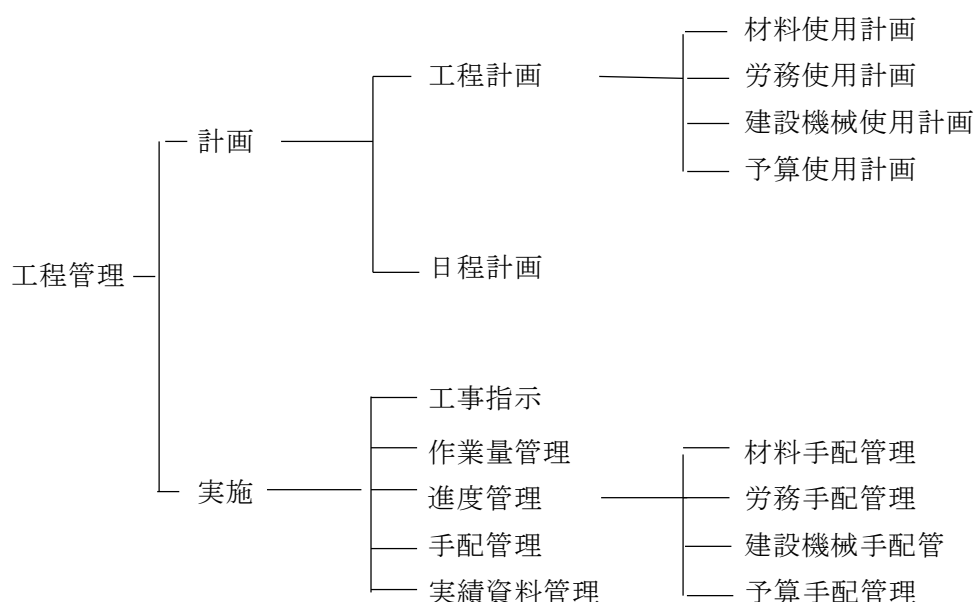 工程管理
計画
工程計画
材料使用計画
労務使用計画
建設機械使用計画
予算使用計画
日程計画
実施
工事指示
作業量管理
進度管理
材料手配管理
労務手配管理
建設機械手配管
予算手配管理
手配管理
実績資料管理